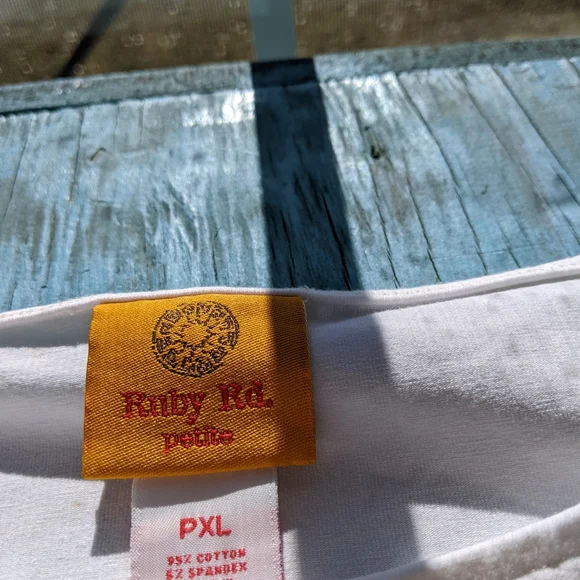 Ruby Rd.
petite
PXL
95% COTTON
5% SPANDEX